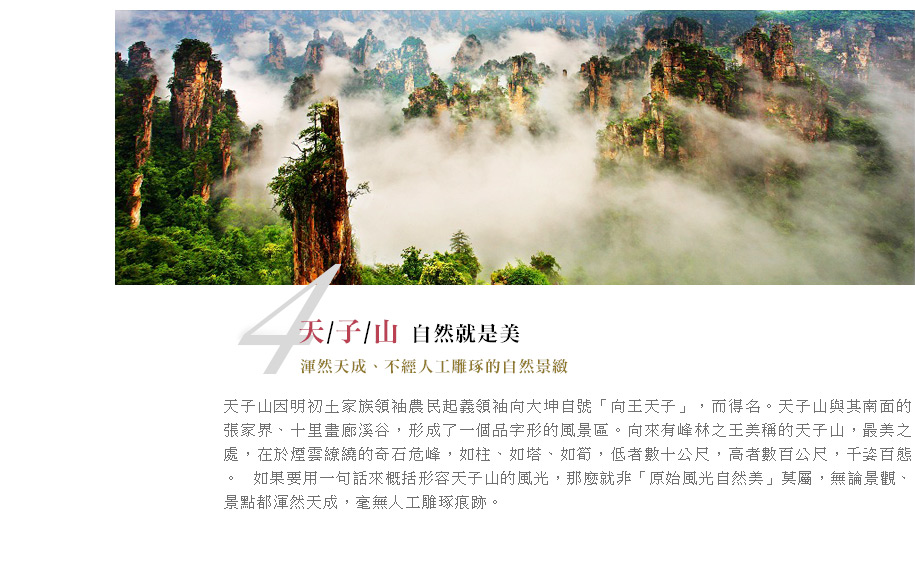 4
天/子/山 自然就是美
渾然天成、不經人工雕琢的自然景緻
天子山因明初土家族領袖農民起義領袖向大坤自號「向王天子」，而得名。天子山與其南面的
張家界、十里畫廊溪谷，形成了一個品字形的風景區。向來有峰林之王美稱的天子山，最美之
處，在於煙雲繚繞的奇石危峰，如柱、如塔、如筍，低者數十公尺，高者數百公尺，千姿百態
。 如果要用一句話來概括形容天子山的風光，那麼就非「原始風光自然美」莫屬，無論景觀、
景點都渾然天成，毫無人工雕琢痕跡。